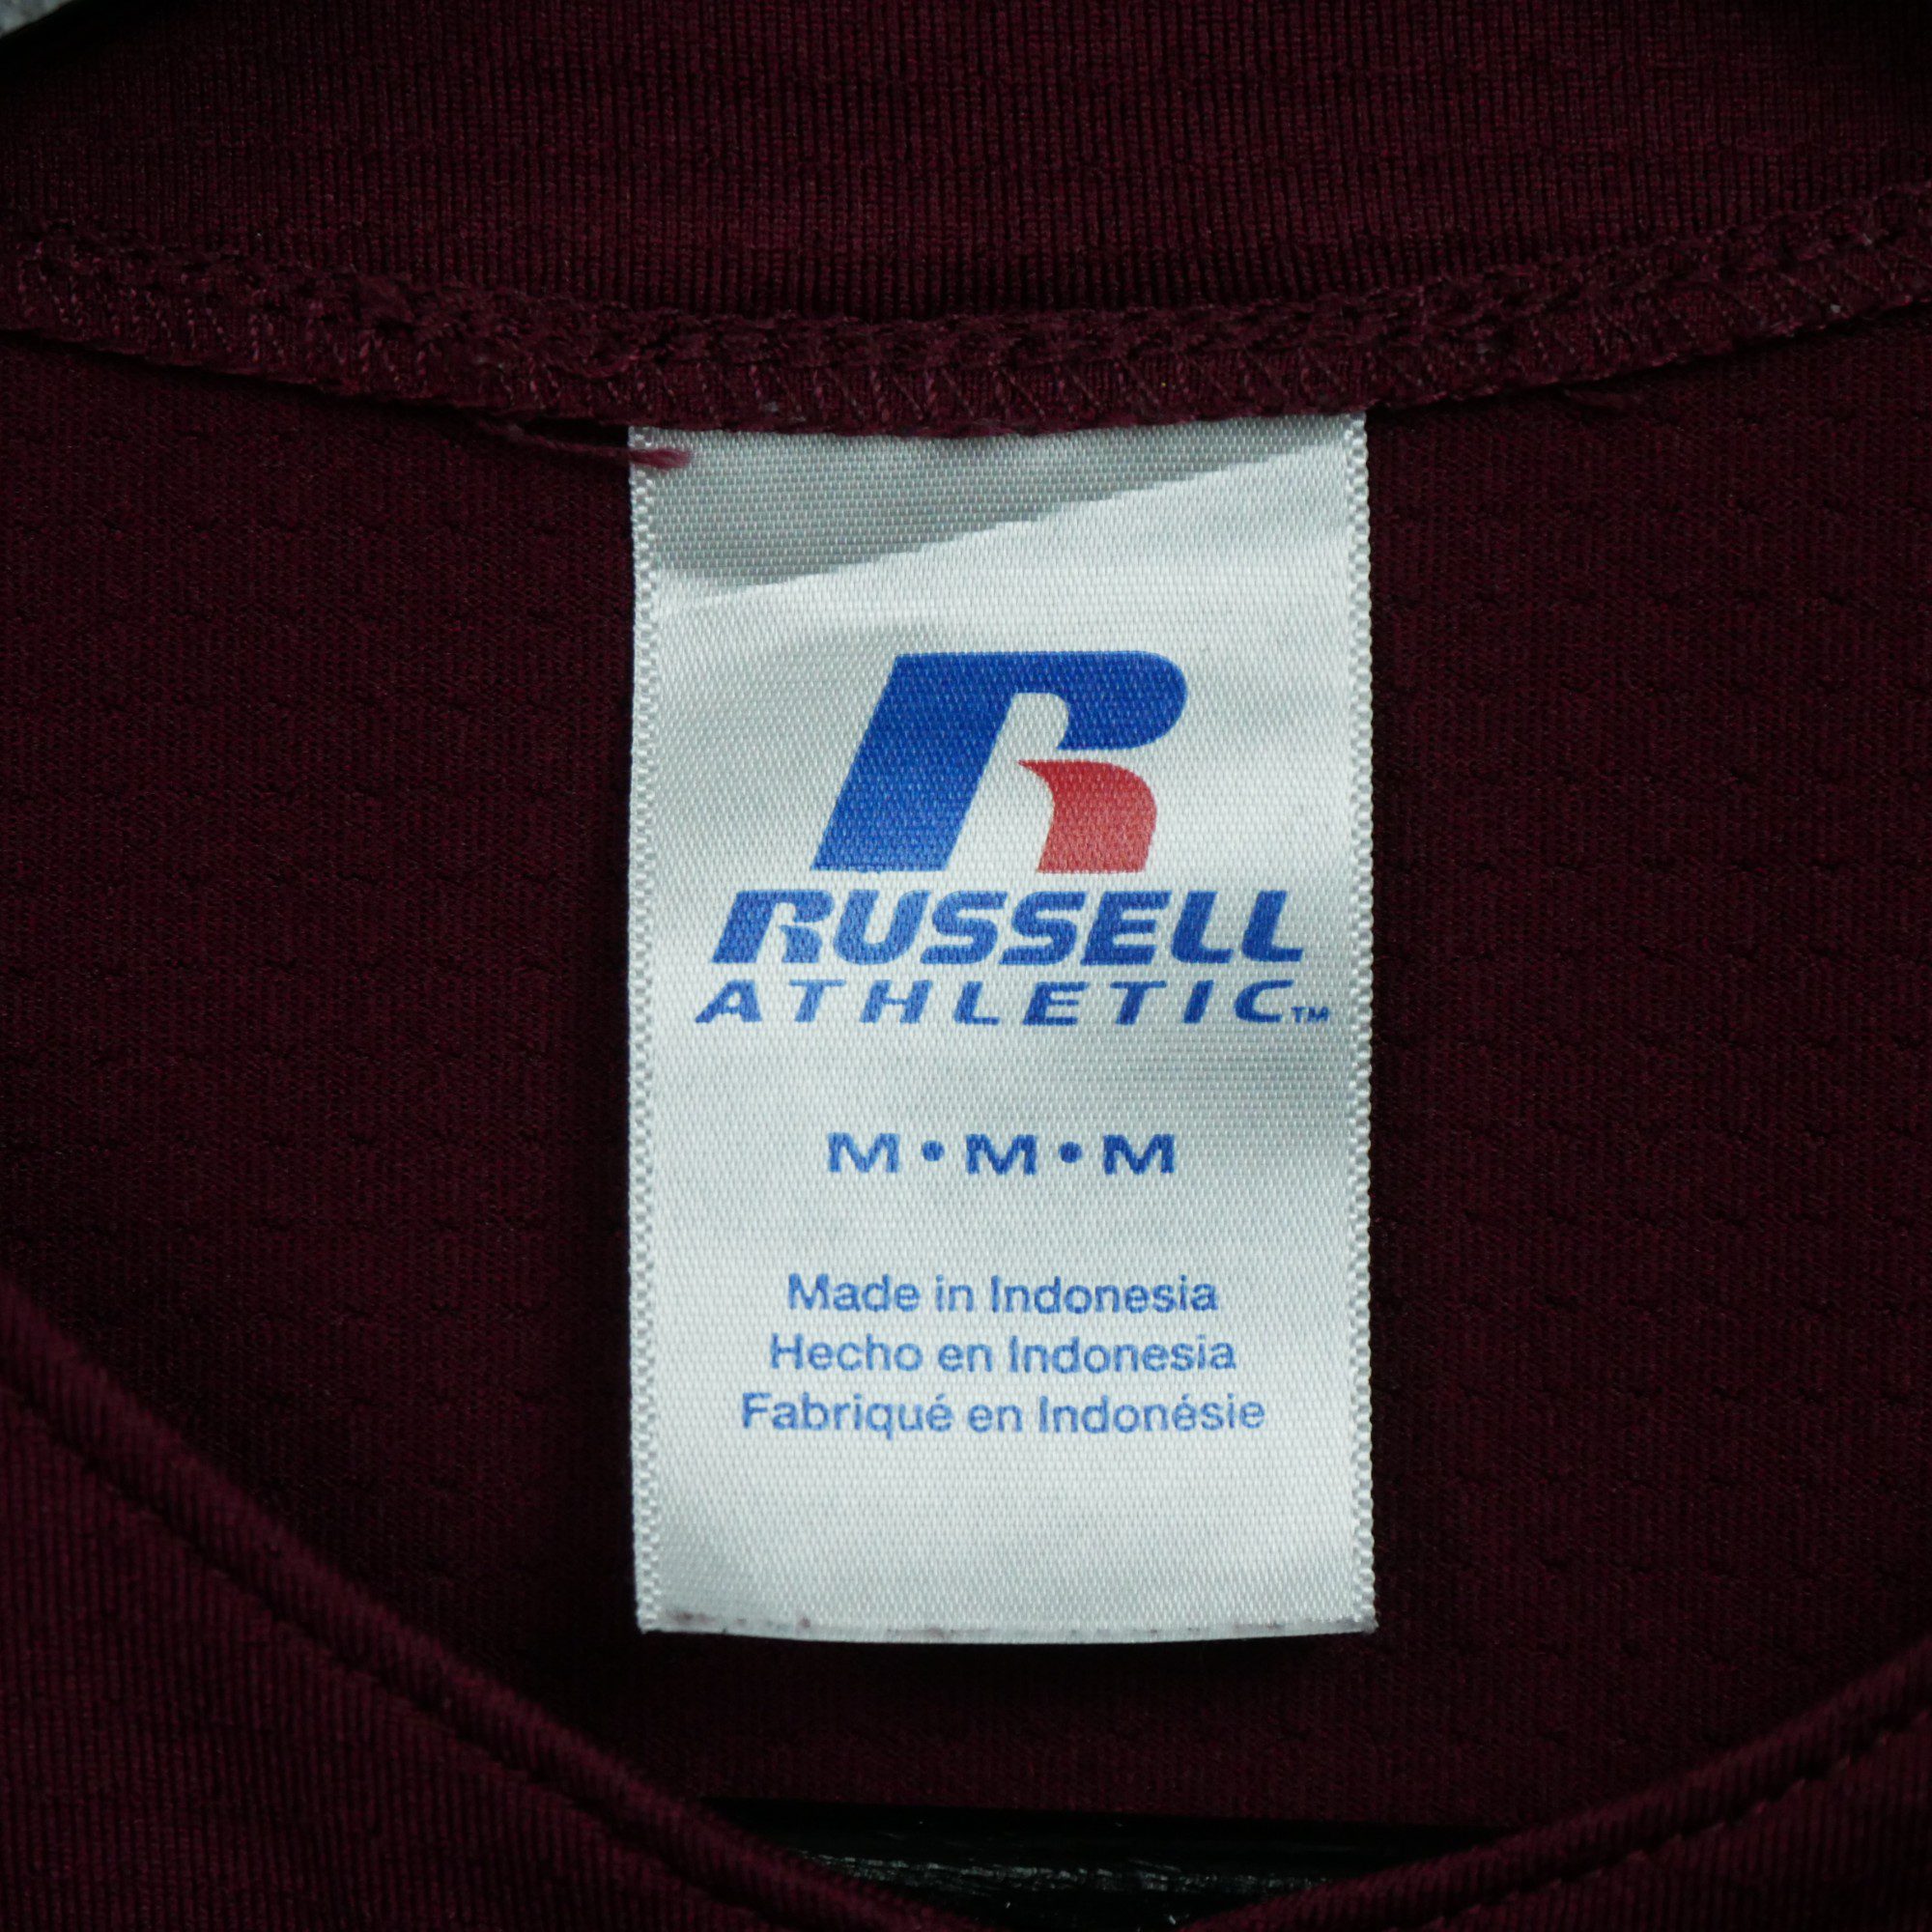 R
RUSSELL
ATHLETIC™
M•M•M
Made in Indonesia
Hecho en Indonesia
Fabriqué en Indonésie